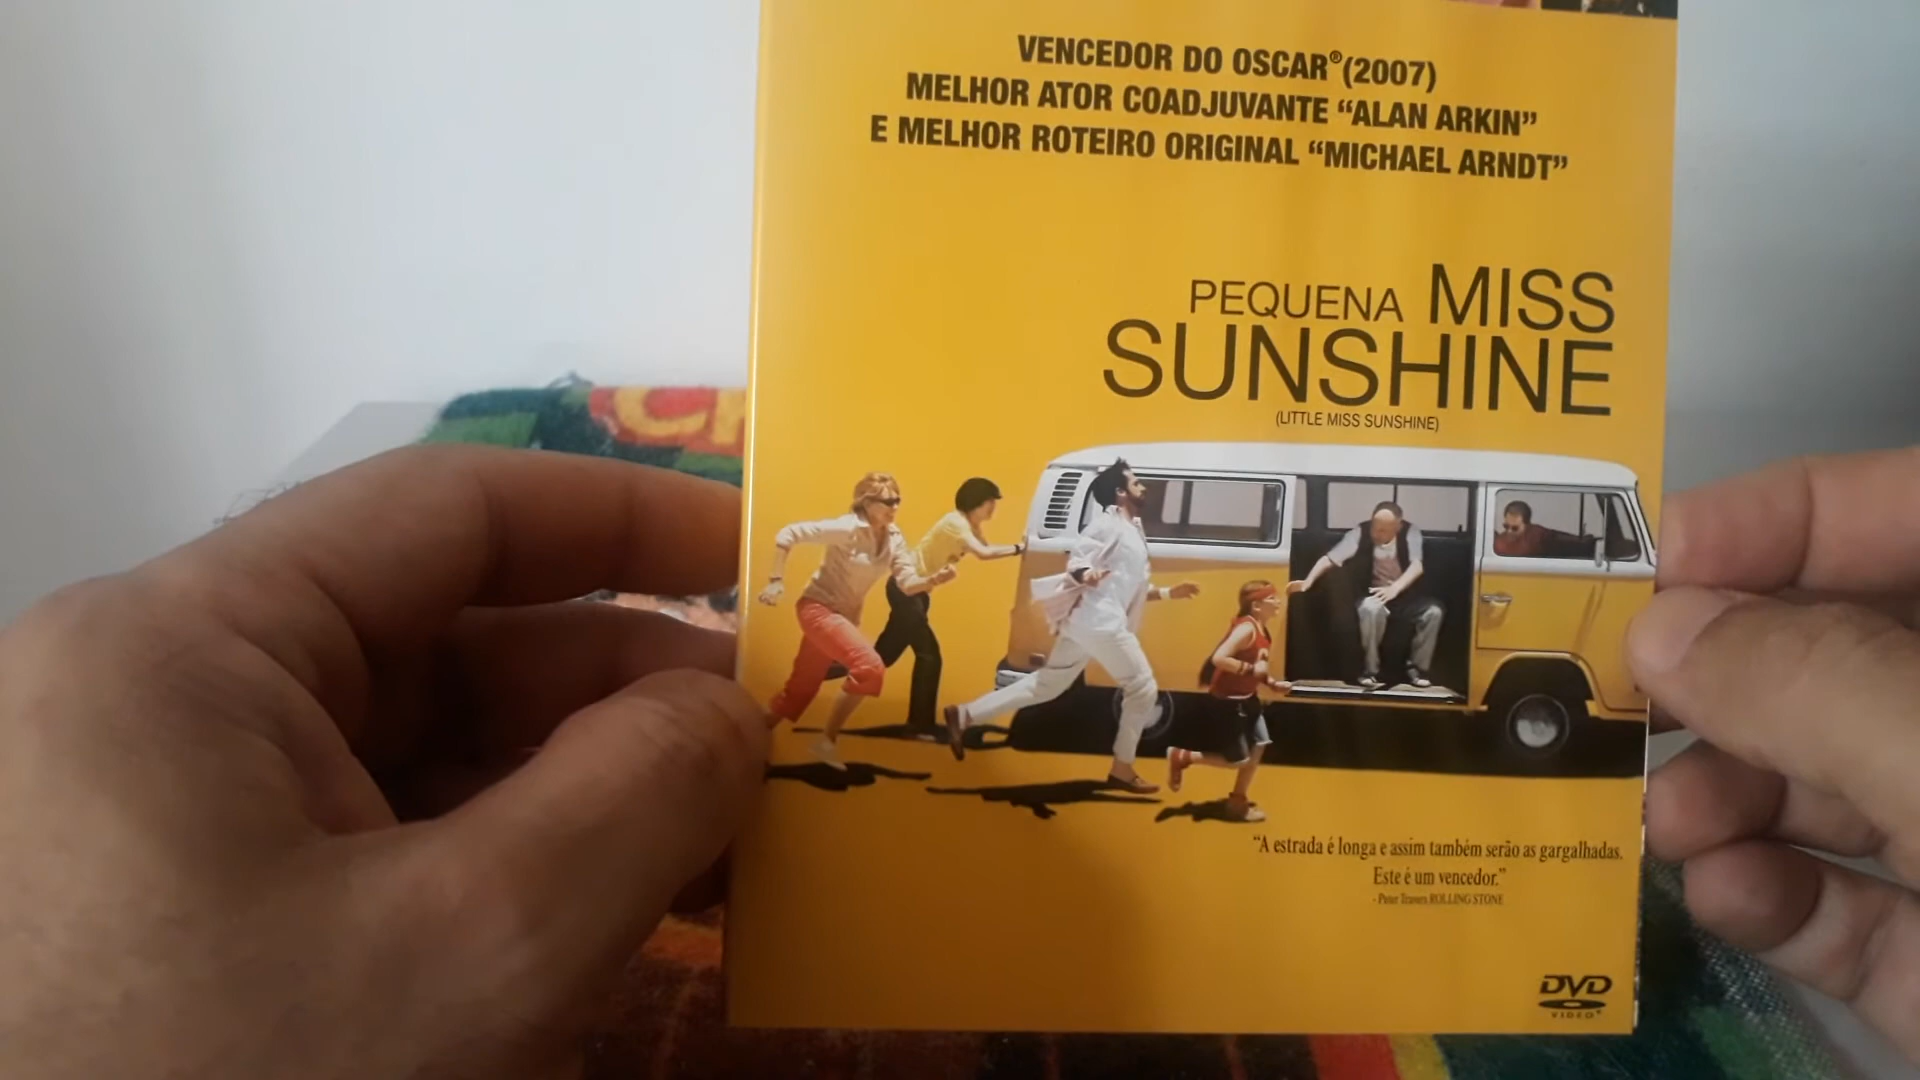 VENCEDOR DO OSCAR®(2007)
MELHOR ATOR COADJUVANTE “ALAN ARKIN”
E MELHOR ROTEIRO ORIGINAL “MICHAEL ARNDT”
PEQUENA MISS
SUNSHINE
(LITTLE MISS SUNSHINE)
“A estrada é longa e assim também serão as gargalhadas.
Este é um vencedor.”
- Peter Travers ROLLING STONE
DVD
VIDEO